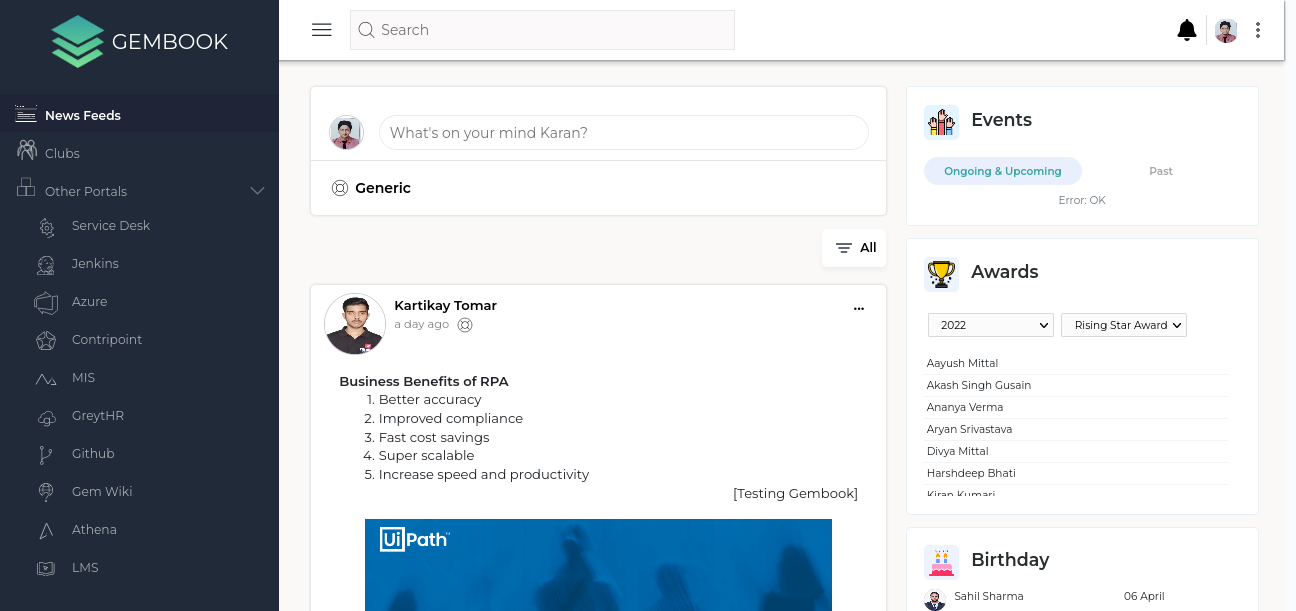 GEMBOOK
News Feeds
Clubs
Other Portals
Service Desk
Jenkins
Azure
Contripoint
MIS
GreytHR
Github
Gem Wiki
Athena
LMS
Search
What's on your mind Karan?
Generic
All
Kartikay Tomar
a day ago
Business Benefits of RPA
1. Better accuracy
2. Improved compliance
3. Fast cost savings
4. Super scalable
5. Increase speed and productivity
[Testing Gembook]
UiPath
Events
Ongoing & Upcoming Past
Error: OK
Awards
2022 Rising Star Award
Aayush Mittal
Akash Singh Gusain
Ananya Verma
Aryan Srivastava
Divya Mittal
Harshdeep Bhati
Kiran Kumari
Birthday
Sahil Sharma 06 April